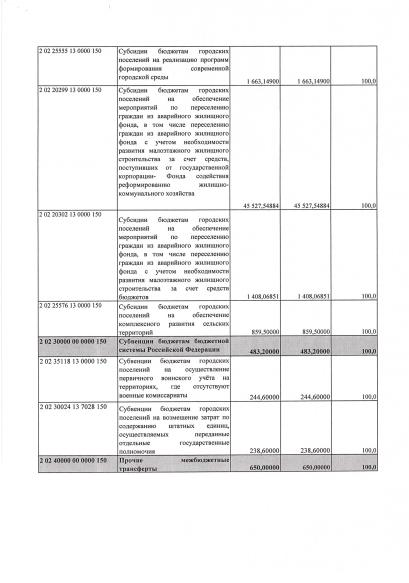 2 02 25555 13 0000 150 Субсидии бюджетам городских
поселений на реализацию программ
формирования современной
городской среды 1 663,14900 1 663,14900 100,0
2 02 20299 13 0000 150 Субсидии бюджетам городских
поселений на обеспечение
мероприятий по переселению
граждан из аварийного жилищного
фонда, в том числе переселению
граждан из аварийного жилищного
фонда с учетом необходимости
развития малоэтажного жилищного
строительства за счет средств,
поступивших от государственной
корпорации- Фонда содействия
реформированию жилищно-
коммунального хозяйства 45 527,54884 45 527,54884 100,0
2 02 20302 13 0000 150 Субсидии бюджетам городских
поселений на обеспечение
мероприятий по переселению
граждан из аварийного жилищного
фонда, в том числе переселению
граждан из аварийного жилищного
фонда с учетом необходимости
развития малоэтажного жилищного
строительства за счет средств
бюджетов 1 408,06851 1 408,06851 100,0
2 02 25576 13 0000 150 Субсидии бюджетам городских
поселений на обеспечение
комплексного развития сельских
территорий 859,50000 859,50000 100,0
2 02 30000 00 0000 150 Субвенции бюджетам бюджетной
системы Российской Федерации 483,20000 483,20000 100,0
2 02 35118 13 0000 150 Субвенции бюджетам городских
поселений на осуществление
первичного воинского учёта на
территориях, где отсутствуют
военные комиссариаты 244,60000 244,60000 100,0
2 02 30024 13 7028 150 Субвенции бюджетам городских
поселений на возмещение затрат по
содержанию штатных единиц,
осуществляемых переданные
отдельные государственные
полномочия 238,60000 238,60000 100,0
2 02 40000 00 0000 150 Прочие межбюджетные
трансферты 650,00000 650,00000 100,0